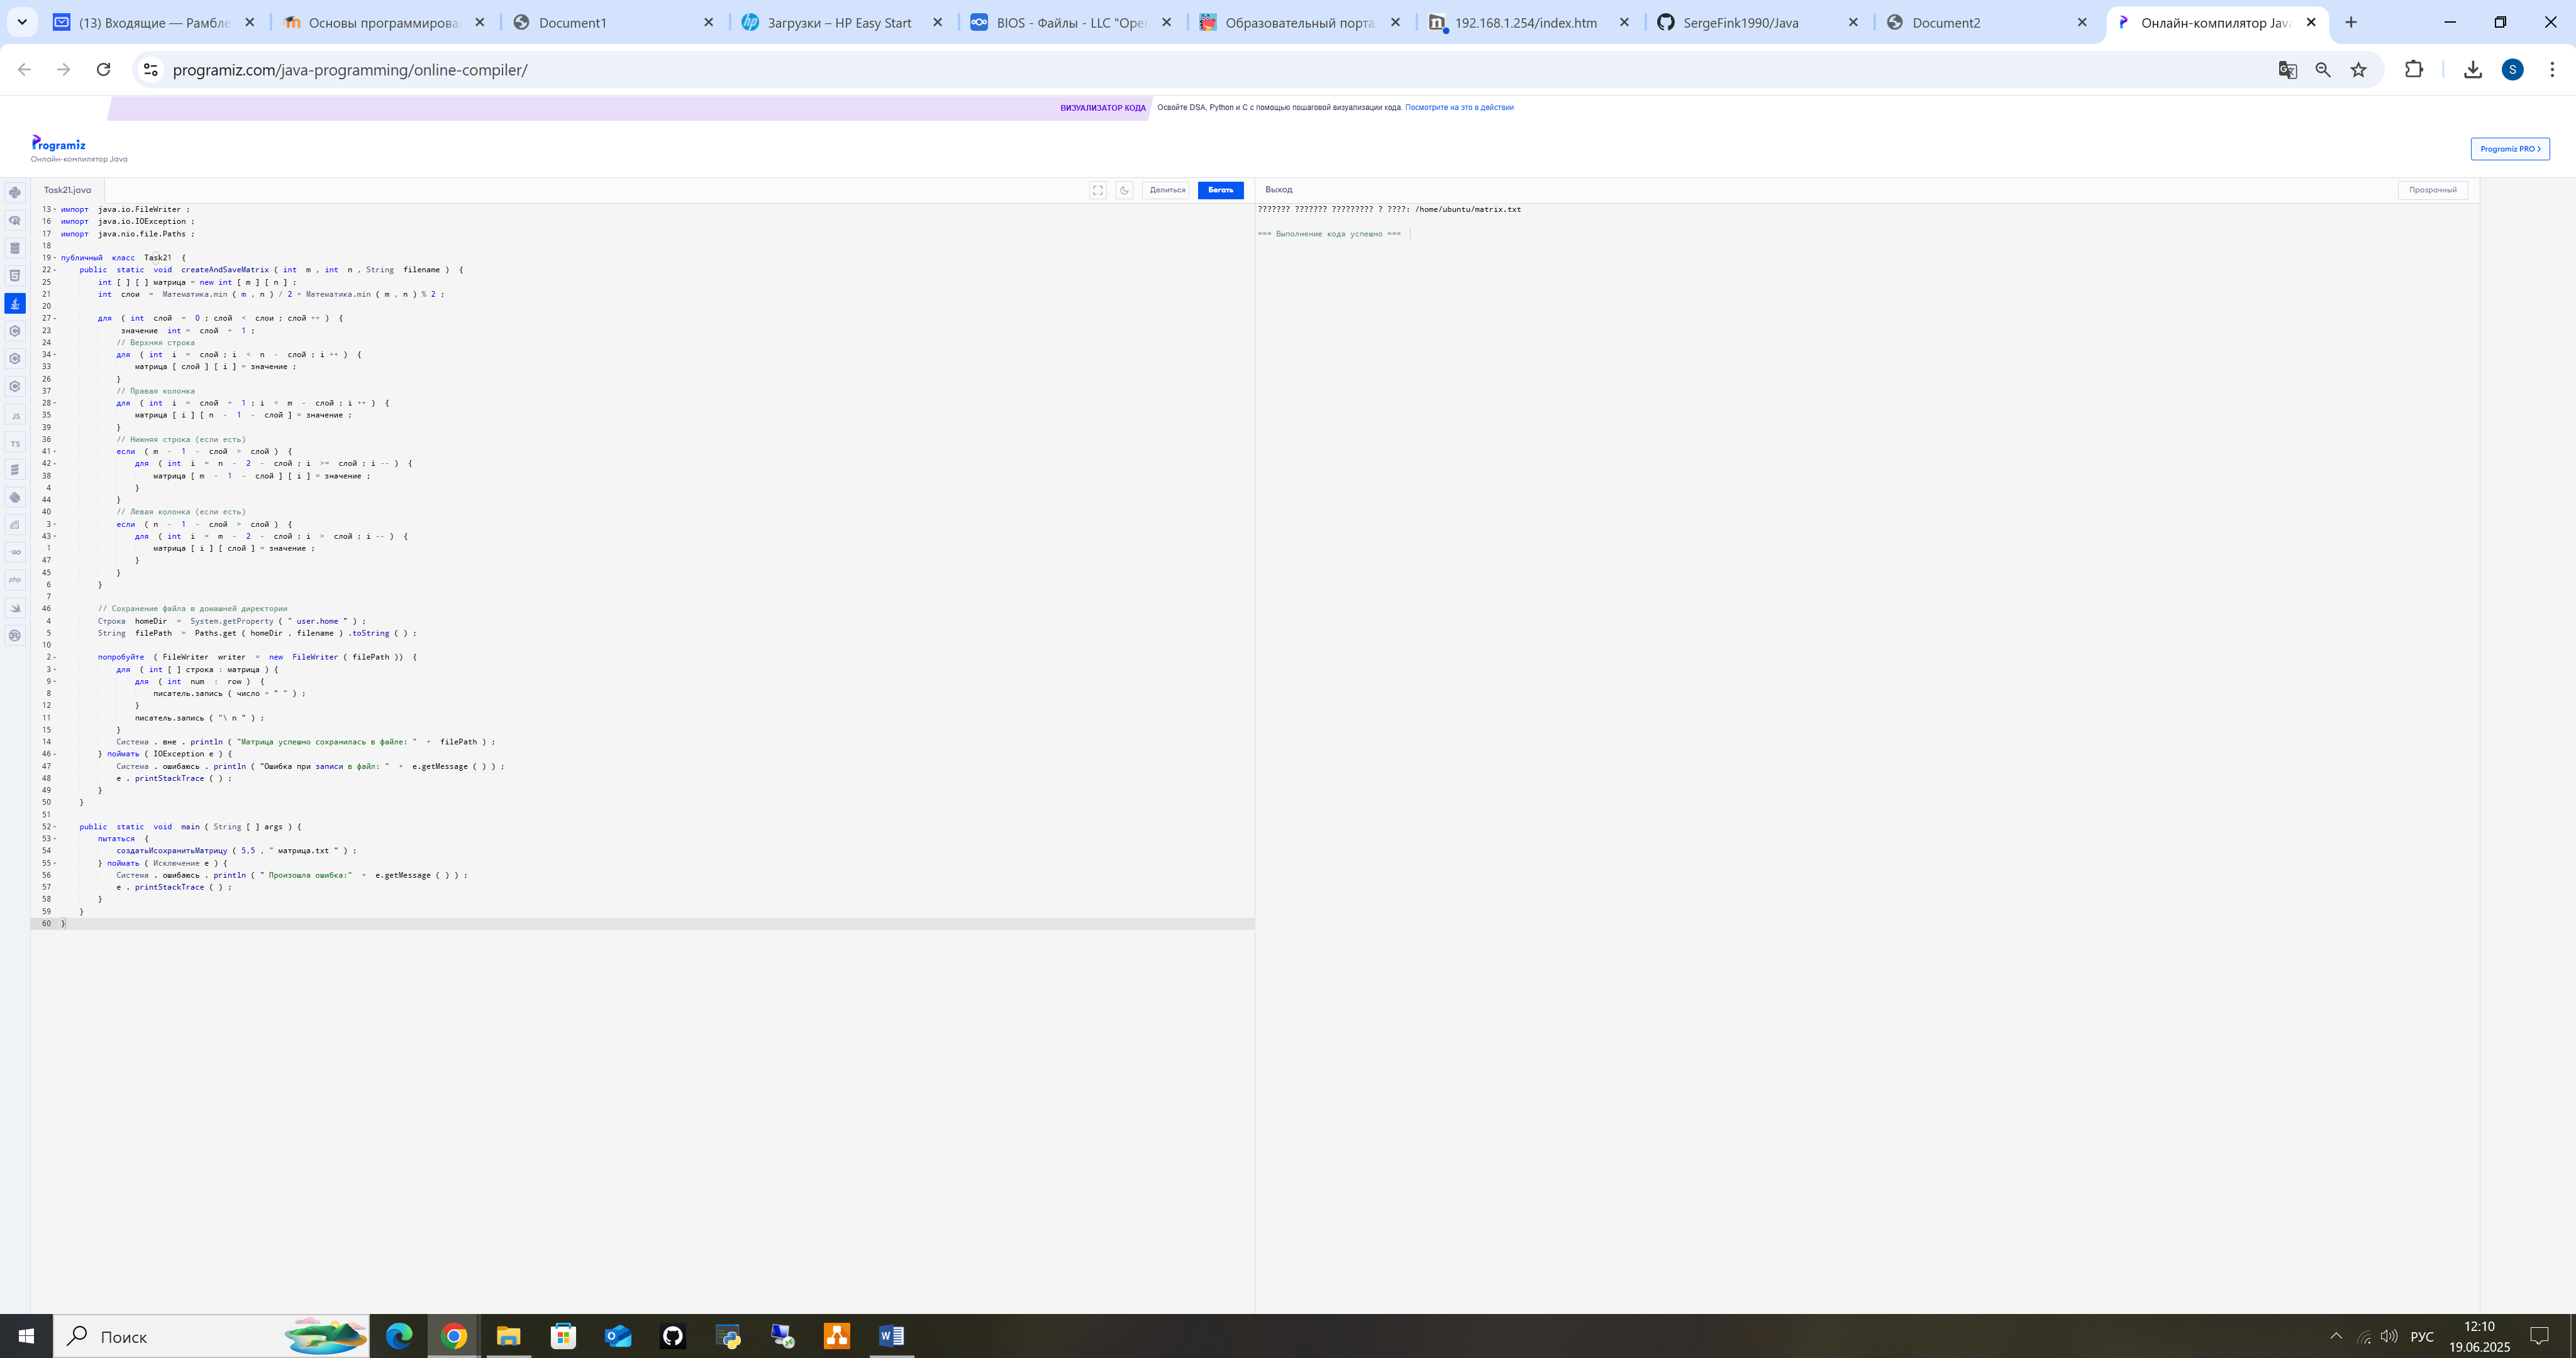 (13) Входящие — Рамбле
Основы программирова
Document1
Загрузки – HP Easy Start
BIOS - Файлы - LLC "Oper
Образовательный порта
192.168.1.254/index.htm
SergeFink1990/Java
Document2
Онлайн-компилятор Java
programiz.com/java-programming/online-compiler/
S
ВИЗУАЛИЗАТОР КОДА Освойте DSA, Python и C с помощью пошаговой визуализации кода. Посмотрите на это в действии
Programiz
Онлайн-компилятор Java
Programiz PRO >
Task21.java
Делиться
Бегать
Выход
Прозрачный
13 импорт java.io.FileWriter ;
16 импорт java.io.IOException ;
17 импорт java.nio.file.Paths ;
18
19 публичный класс Task21 {
22 public static void createAndSaveMatrix ( int m , int n , String filename ) {
25 int [ ] [ ] матрица = new int [ m ] [ n ] ;
21 int слои = Математика.min ( m , n ) / 2 + Математика.min ( m , n ) % 2 ;
20
27 для ( int слой = 0 ; слой < слои ; слой ++ ) {
23 значение int = слой + 1 ;
24 // Верхняя строка
34 для ( int i = слой ; i < n - слой ; i ++ ) {
33 матрица [ слой ] [ i ] = значение ;
26 }
37 // Правая колонка
28 для ( int i = слой + 1 ; i < m - слой ; i ++ ) {
35 матрица [ i ] [ n - 1 - слой ] = значение ;
39 }
36 // Нижняя строка (если есть)
41 если ( m - 1 - слой > слой ) {
42 для ( int i = n - 2 - слой ; i >= слой ; i -- ) {
38 матрица [ m - 1 - слой ] [ i ] = значение ;
4 }
44 }
40 // Левая колонка (если есть)
3 если ( n - 1 - слой > слой ) {
43 для ( int i = m - 2 - слой ; i > слой ; i -- ) {
1 матрица [ i ] [ слой ] = значение ;
47 }
45 }
6 }
7
46 // Сохранение файла в домашней директории
4 Строка homeDir = System.getProperty ( " user.home " ) ;
5 String filePath = Paths.get ( homeDir , filename ) .toString ( ) ;
10
2 попробуйте ( FileWriter writer = new FileWriter ( filePath )) {
3 для ( int [ ] строка : матрица ) {
9 для ( int num : row ) {
8 писатель.запись ( число + " " ) ;
12 }
11 писатель.запись ( "\ n " ) ;
15 }
14 Система . вне . println ( "Матрица успешно сохранилась в файле: " + filePath ) ;
46 } поймать ( IOException e ) {
47 Система . ошибаюсь . println ( "Ошибка при записи в файл: " + e.getMessage ( ) ) ;
48 e . printStackTrace ( ) ;
49 }
50 }
51
52 public static void main ( String [ ] args ) {
53 пытаться {
54 создатьИсохранитьМатрицу ( 5,5 , " матрица.txt " ) ;
55 } поймать ( Исключение e ) {
56 Система . ошибаюсь . println ( " Произошла ошибка:" + e.getMessage ( ) ) ;
57 e . printStackTrace ( ) ;
58 }
59 }
60 }
??????? ??????? ????????? ? ????: /home/ubuntu/matrix.txt
=== Выполнение кода успешно ===
JS
TS
GO
php
Поиск
РУС
12:10
19.06.2025